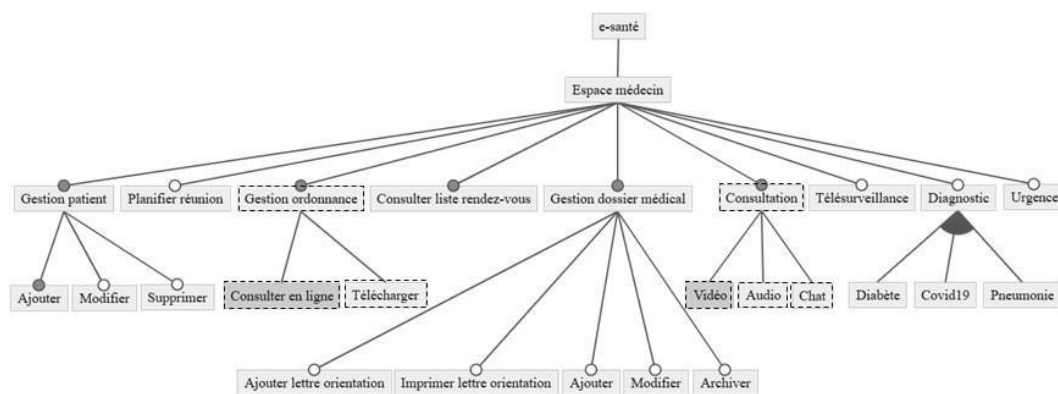 e-santé
Espace médecin
Gestion patient
Planifier réunion
Gestion ordonnance
Consulter liste rendez-vous
Gestion dossier médical
Consultation
Télésurveillance
Diagnostic
Urgence
Ajouter
Modifier
Supprimer
Consulter en ligne
Télécharger
Vidéo
Audio
Chat
Diabète
Covid19
Pneumonie
Ajouter lettre orientation
Imprimer lettre orientation
Ajouter
Modifier
Archiver